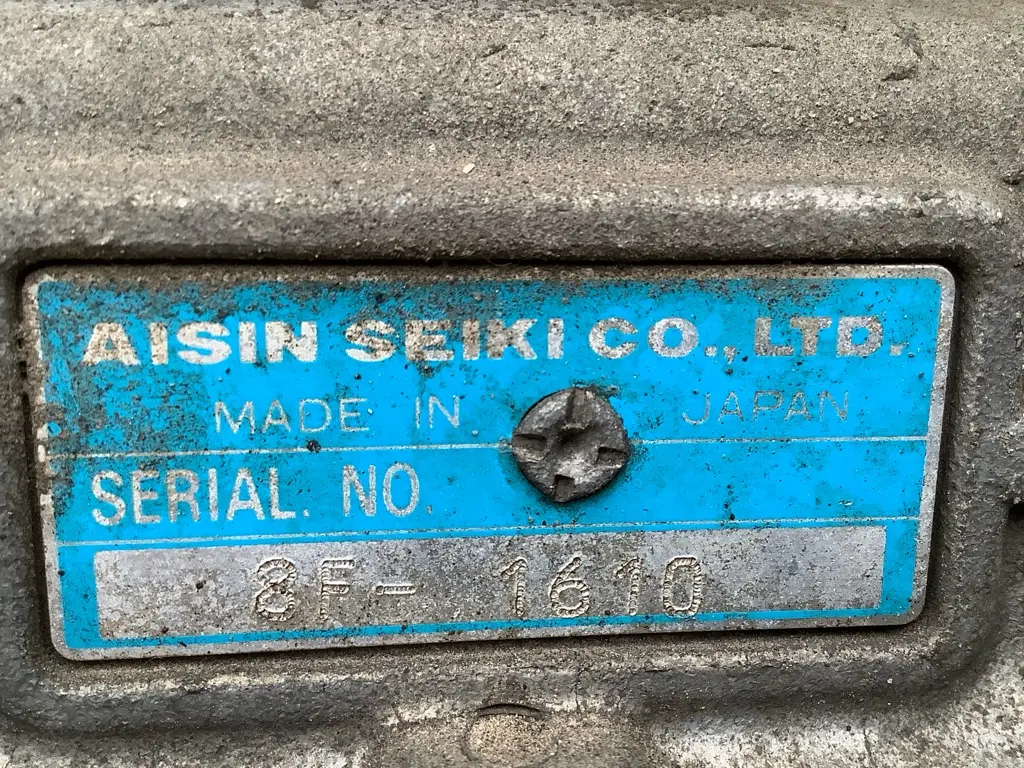 AISIN SEIKI CO., LTD.
MADE IN JAPAN
SERIAL. NO
8F- 1610